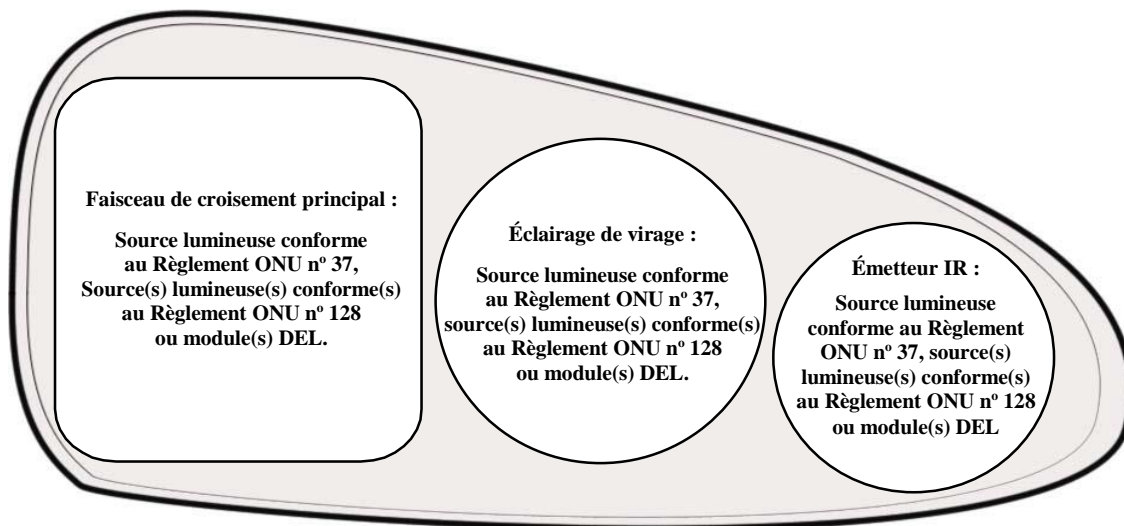 Faisceau de croisement principal :
Source lumineuse conforme
au Règlement ONU nº 37,
Source(s) lumineuse(s) conforme(s)
au Règlement ONU nº 128
ou module(s) DEL.
Éclairage de virage :
Source lumineuse conforme
au Règlement ONU nº 37,
source(s) lumineuse(s) conforme(s)
au Règlement ONU nº 128
ou module(s) DEL.
Émetteur IR :
Source lumineuse
conforme au Règlement
ONU nº 37, source(s)
lumineuse(s) conforme(s)
au Règlement ONU nº 128
ou module(s) DEL